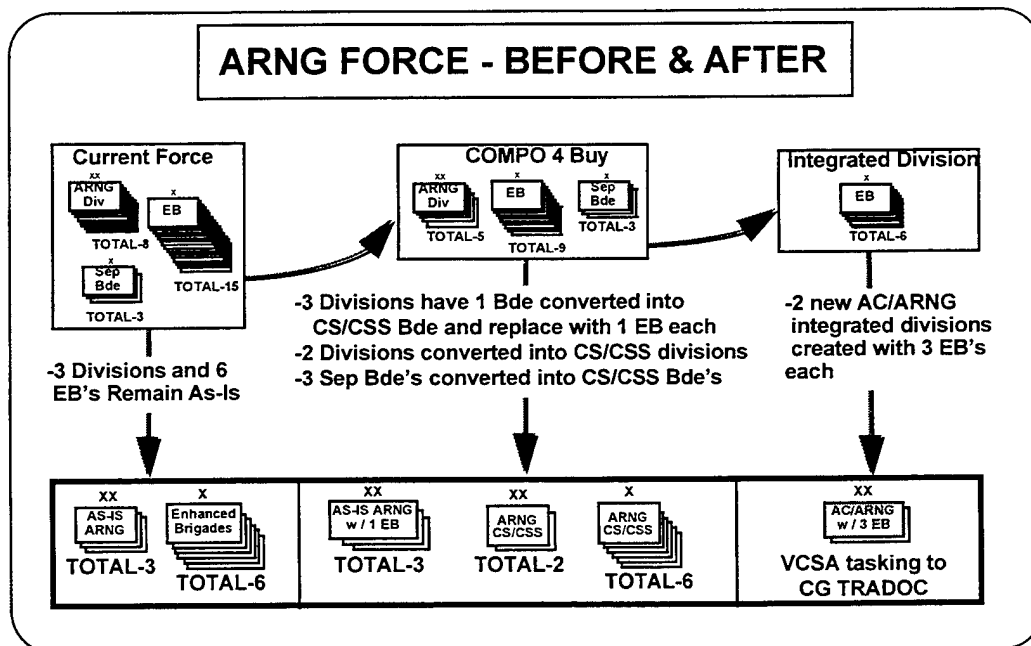 ARNG FORCE - BEFORE & AFTER
Current Force
xx
ARNG
Div
TOTAL-8
x
EB
TOTAL-15
x
Sep
Bde
TOTAL-3
COMPO 4 Buy
xx
ARNG
Div
TOTAL-5
x
EB
TOTAL-9
x
Sep
Bde
TOTAL-3
Integrated Division
x
EB
TOTAL-6
-3 Divisions and 6
EB's Remain As-Is
-3 Divisions have 1 Bde converted into
CS/CSS Bde and replace with 1 EB each
-2 Divisions converted into CS/CSS divisions
-3 Sep Bde's converted into CS/CSS Bde's
-2 new AC/ARNG
integrated divisions
created with 3 EB's
each
XX
AS-IS
ARNG
TOTAL-3
X
Enhanced
Brigades
TOTAL-6
XX
AS-IS ARNG
w / 1 EB
TOTAL-3
XX
ARNG
CS/CSS
TOTAL-2
X
ARNG
CS/CSS
TOTAL-6
XX
AC/ARNG
w / 3 EB
VCSA tasking to
CG TRADOC